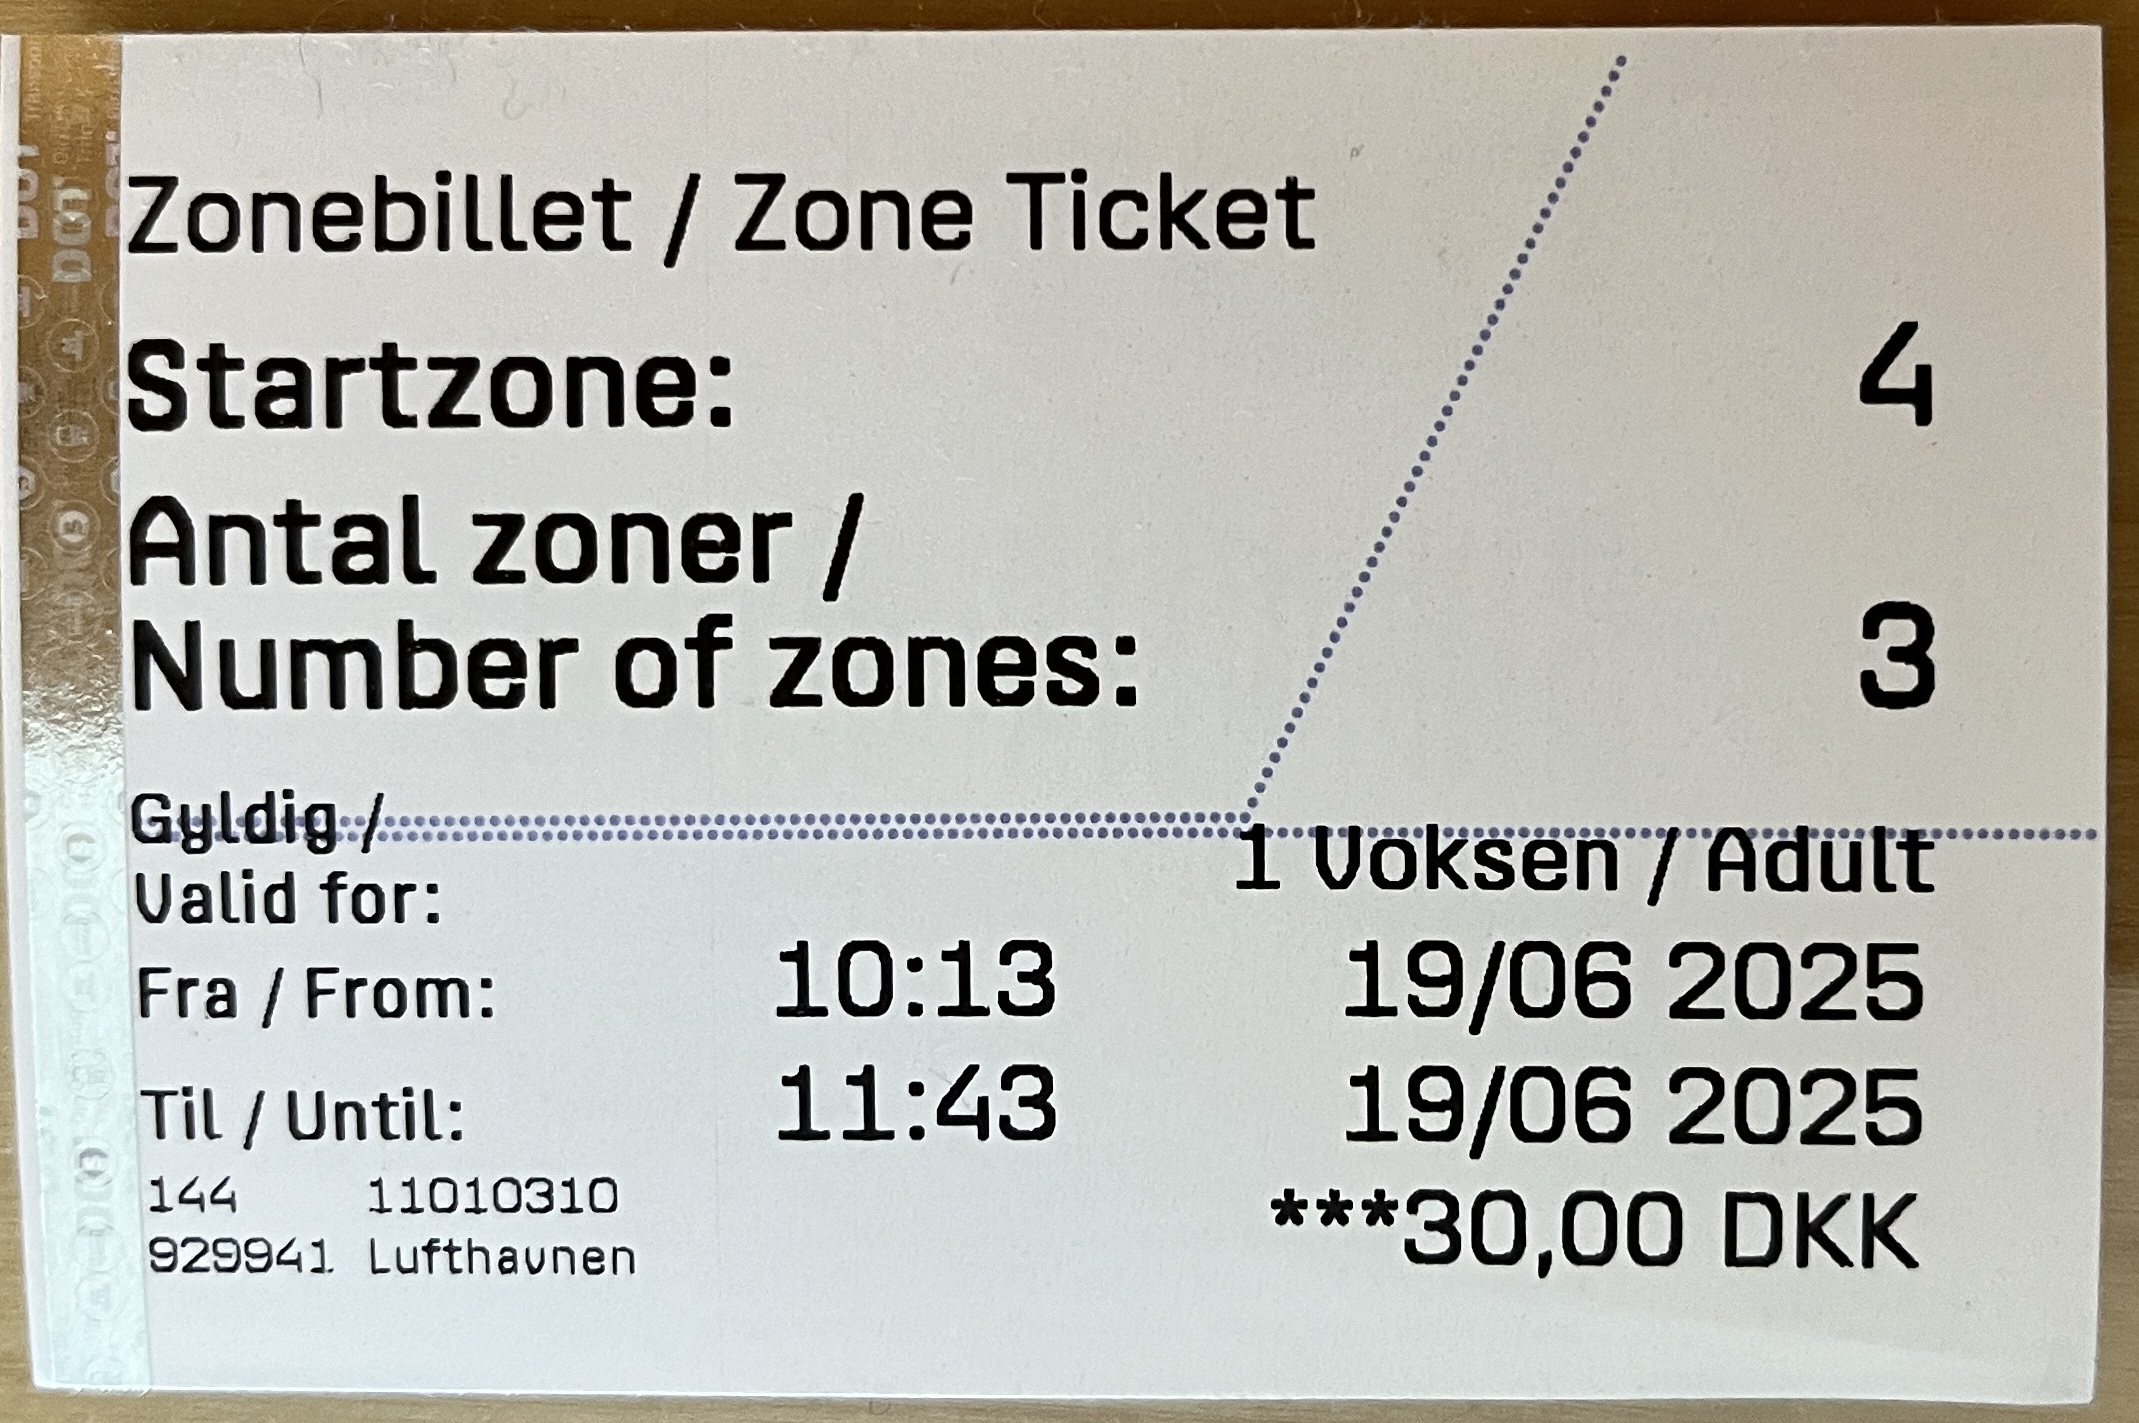 Zonebillet / Zone Ticket
Startzone: 4
Antal zoner /
Number of zones: 3
Gyldig /
Valid for: 1 Voksen / Adult
Fra / From: 10:13 19/06 2025
Til / Until: 11:43 19/06 2025
144 11010310 ***30,00 DKK
929941 Lufthavnen
DOT